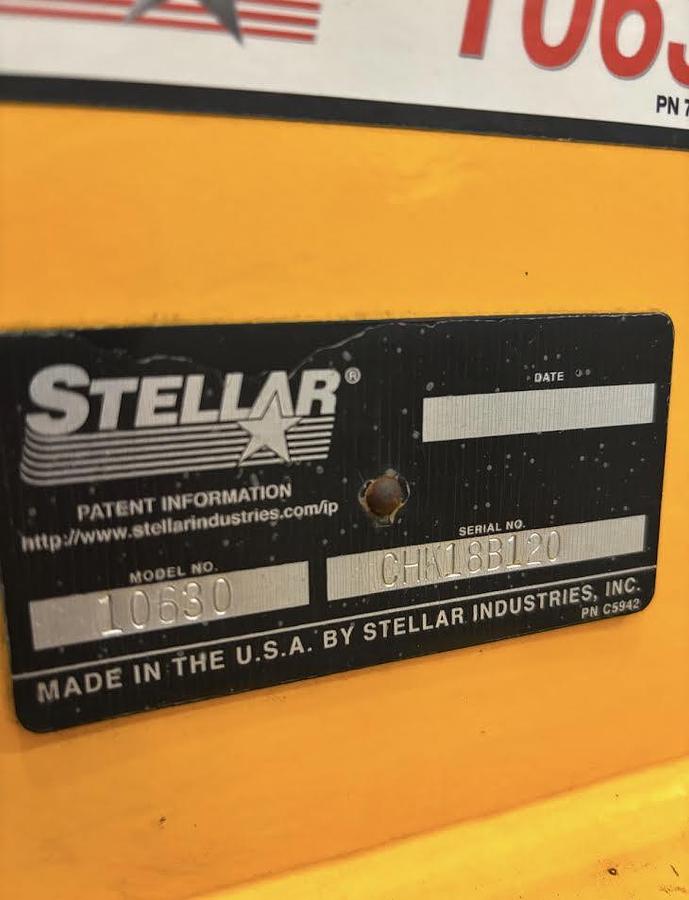 1063
PN 7
STELLAR®
DATE
PATENT INFORMATION
http://www.stellarindustries.com/ip
SERIAL NO.
CHK18B120
MODEL NO.
10630
MADE IN THE U.S.A. BY STELLAR INDUSTRIES, INC.
PN C5942